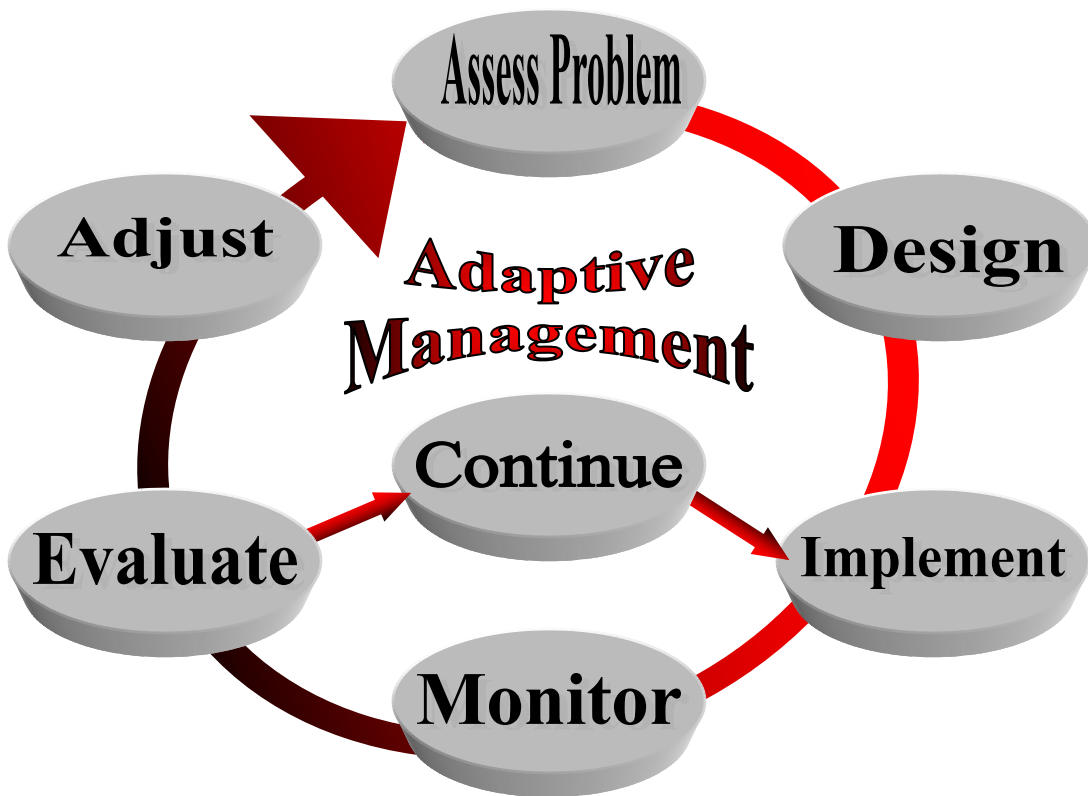 Assess Problem
Adjust
Design
Adaptive
Management
Continue
Evaluate
Implement
Monitor